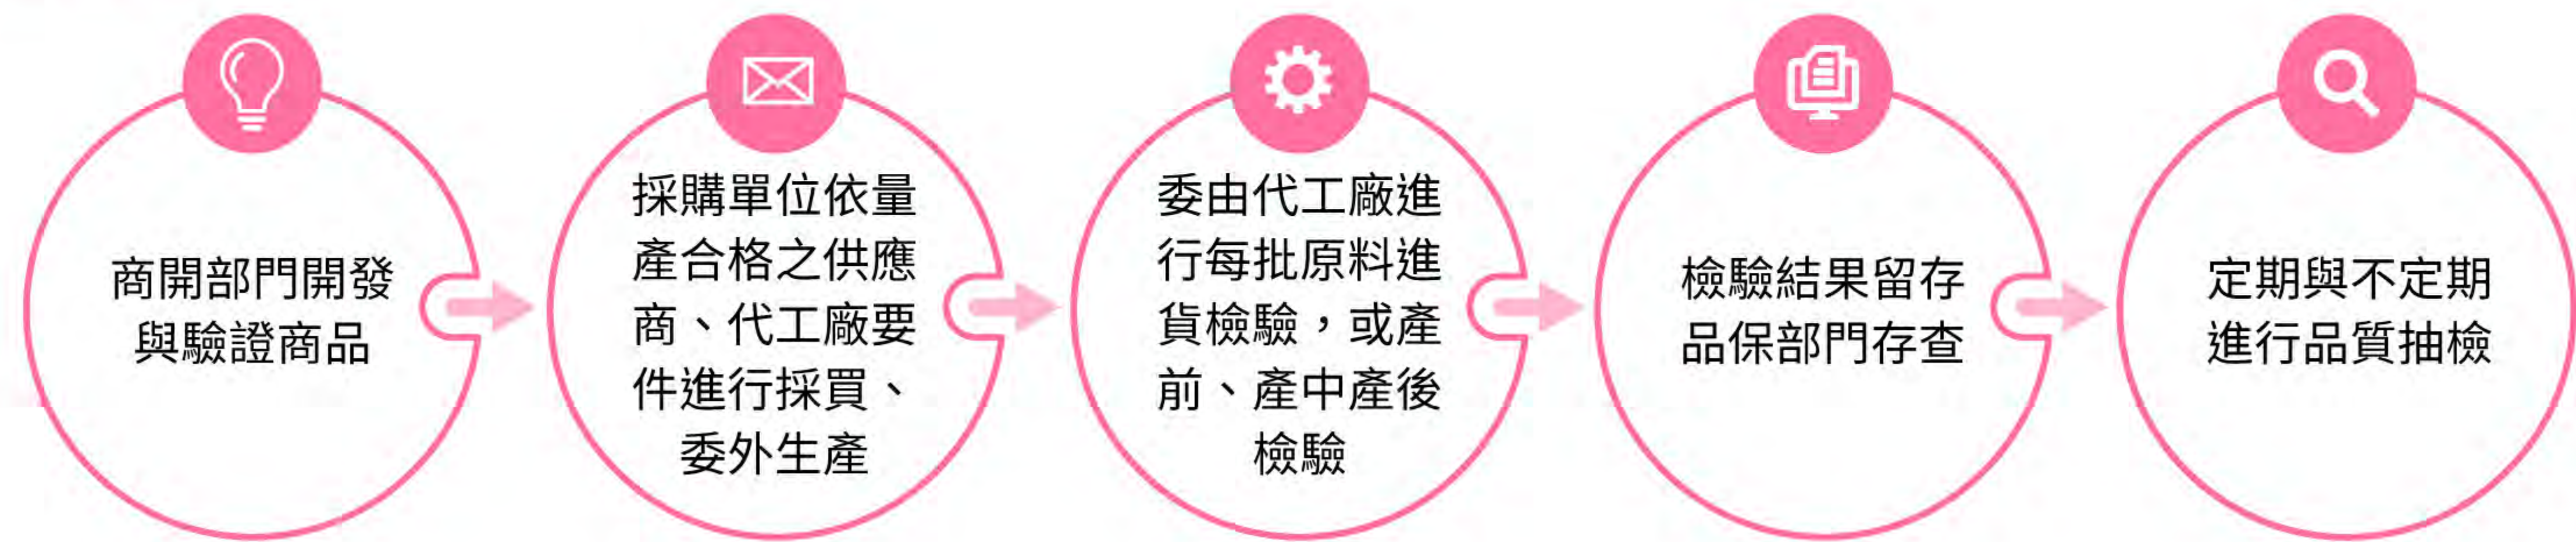 商開部門開發
與驗證商品
採購單位依量
產合格之供應
商、代工廠要
件進行採買、
委外生產
委由代工廠進
行每批原料進
貨檢驗，或產
前、產中產後
檢驗
檢驗結果留存
品保部門存查
定期與不定期
進行品質抽檢